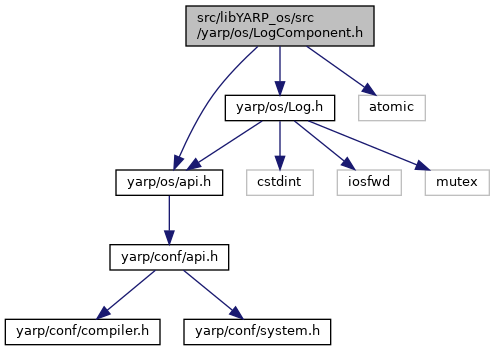 src/libYARP_os/src
/yarp/os/LogComponent.h
yarp/os/Log.h
atomic
yarp/os/api.h
cstdint
iosfwd
mutex
yarp/conf/api.h
yarp/conf/compiler.h
yarp/conf/system.h